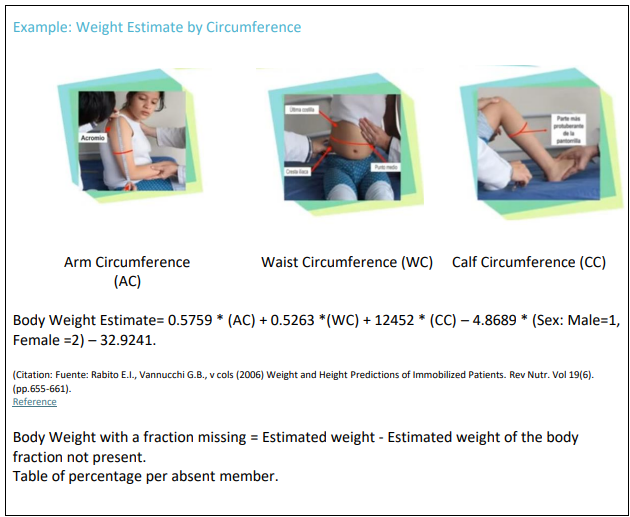 Example: Weight Estimate by Circumference
Acromio
Última costilla
Cresta ilíaca
Punto medio
Parte más
protuberante
de la
pantorrilla
Arm Circumference
(AC)
Waist Circumference (WC)
Calf Circumference (CC)
Body Weight Estimate= 0.5759 * (AC) + 0.5263 *(WC) + 12452 * (CC) – 4.8689 * (Sex: Male=1,
Female =2) – 32.9241.
(Citation: Fuente: Rabito E.I., Vannucchi G.B., v cols (2006) Weight and Height Predictions of Immobilized Patients. Rev Nutr. Vol 19(6).
(pp.655-661).
Reference
Body Weight with a fraction missing = Estimated weight - Estimated weight of the body
fraction not present.
Table of percentage per absent member.